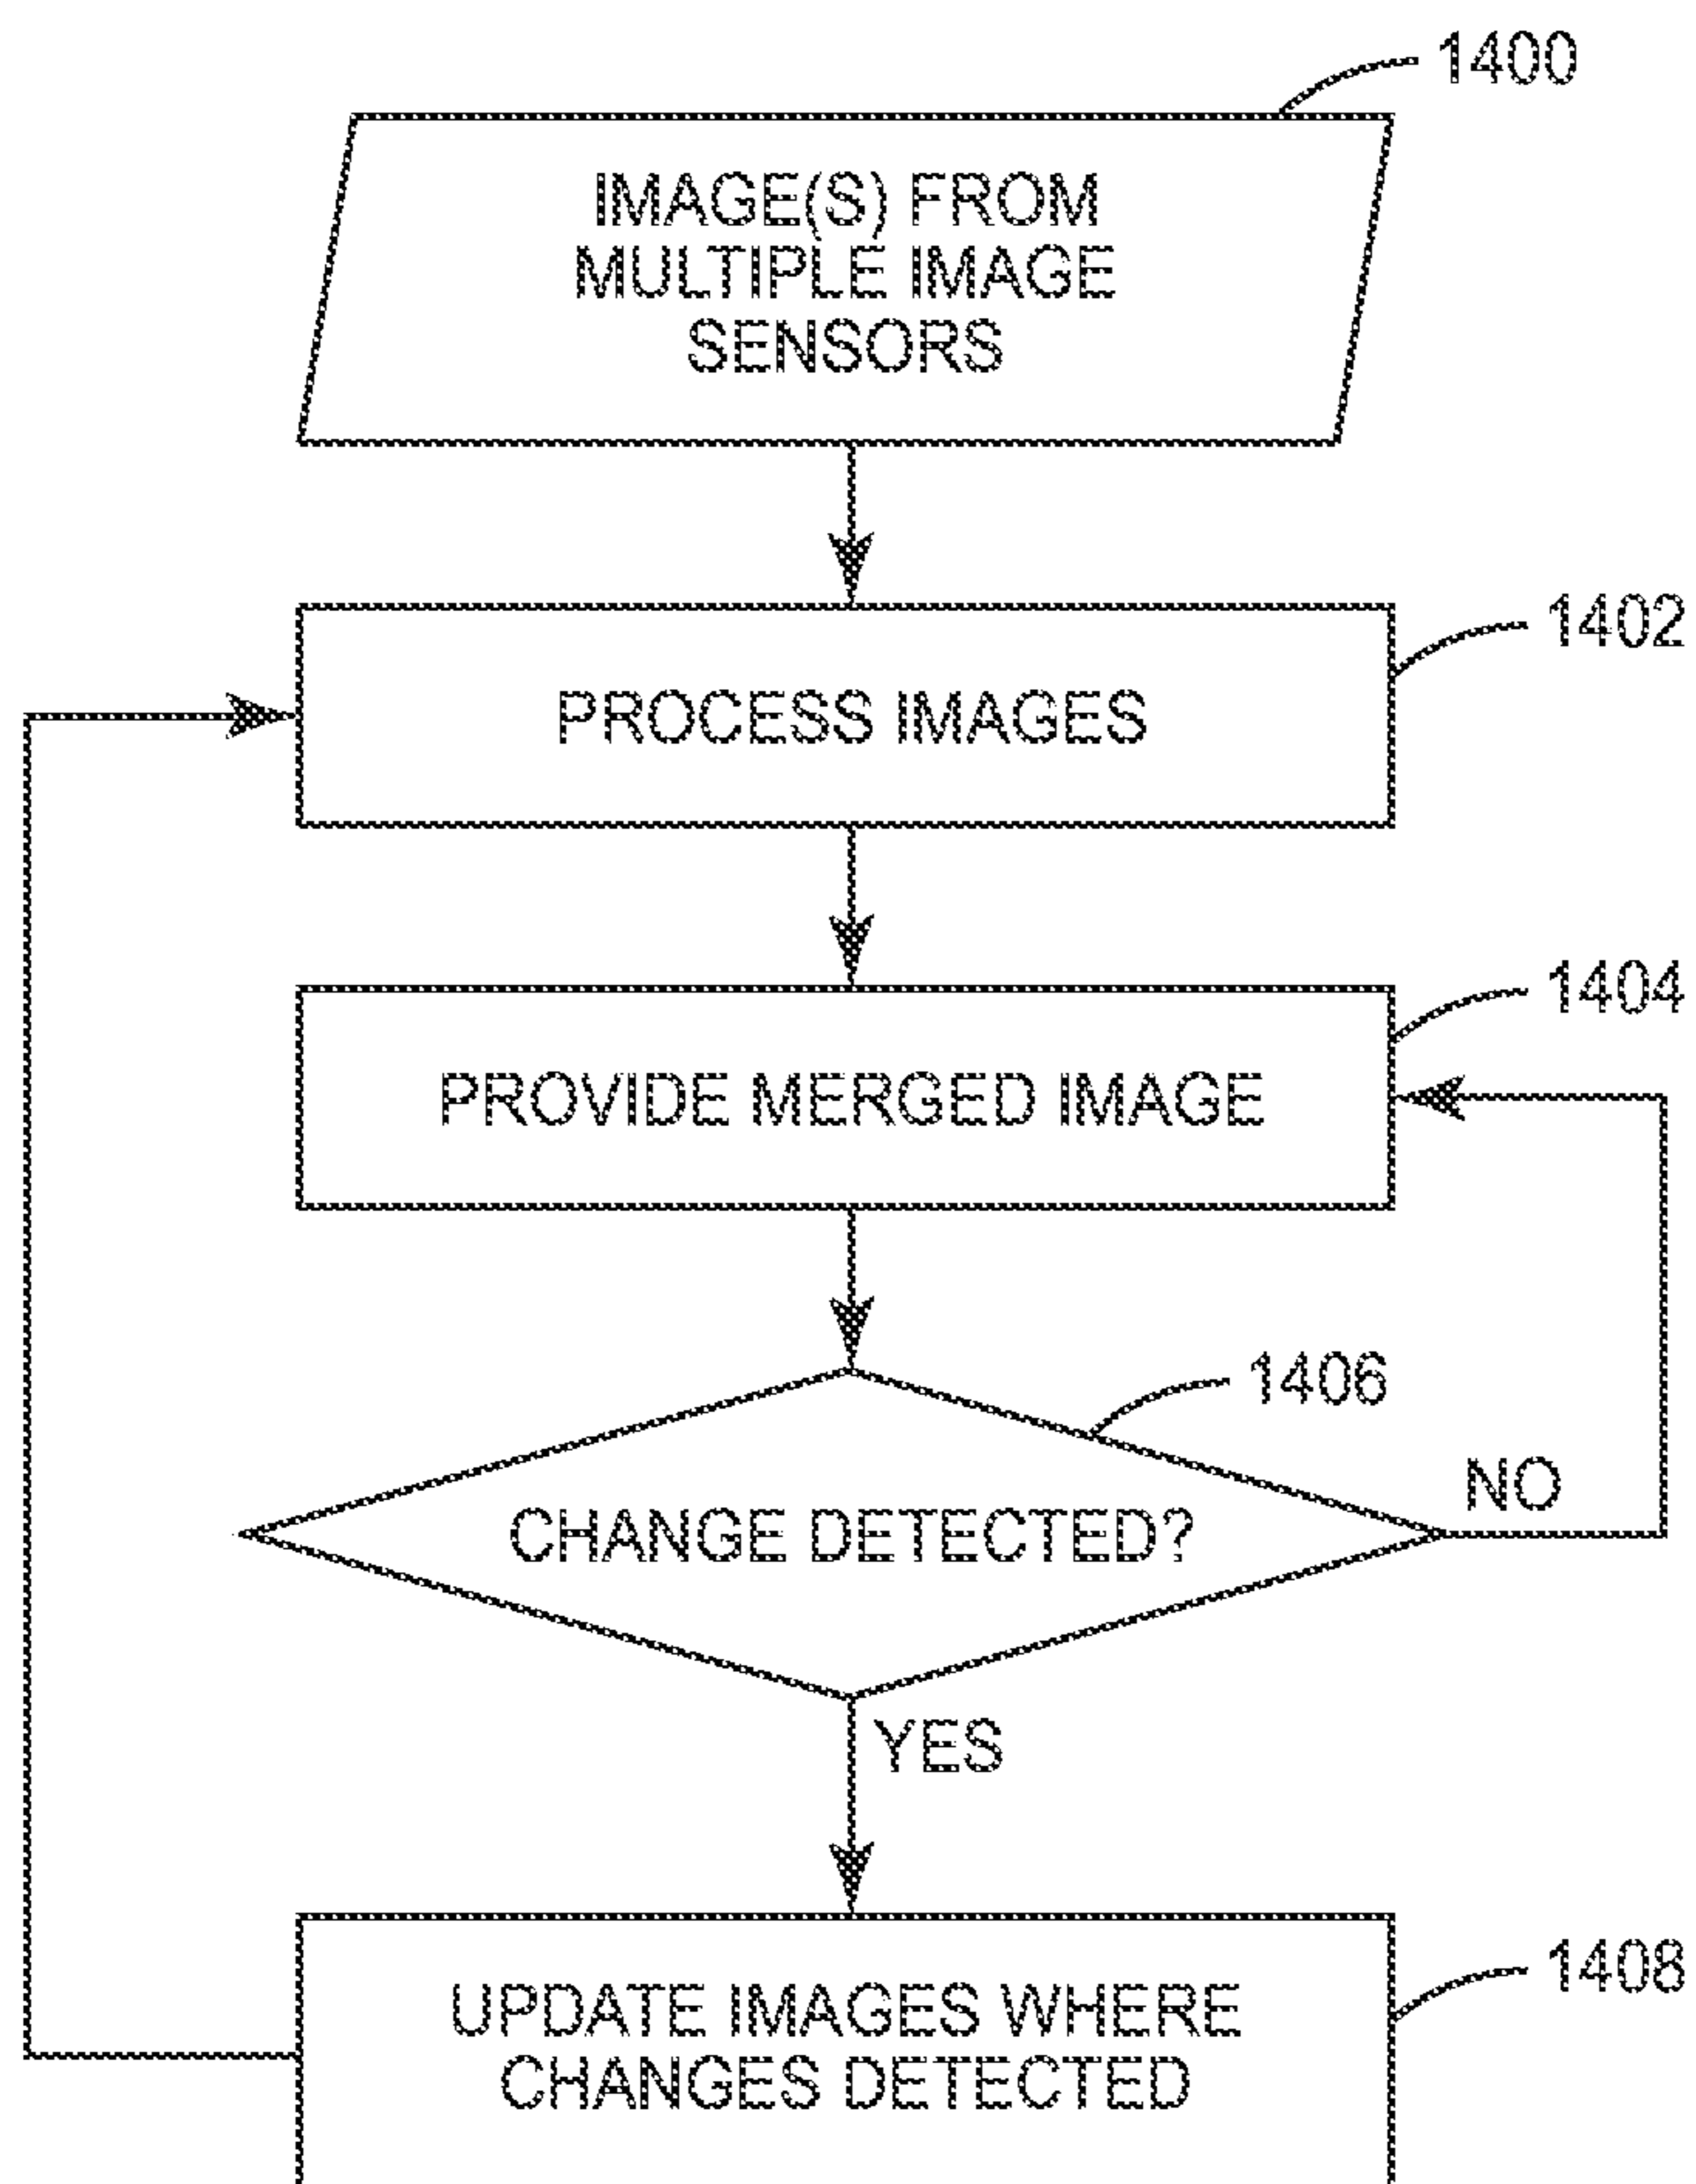 1400
IMAGE(S) FROM
MULTIPLE IMAGE
SENSORS
1402
PROCESS IMAGES
1404
PROVIDE MERGED IMAGE
1406
NO
CHANGE DETECTED?
YES
1408
UPDATE IMAGES WHERE
CHANGES DETECTED